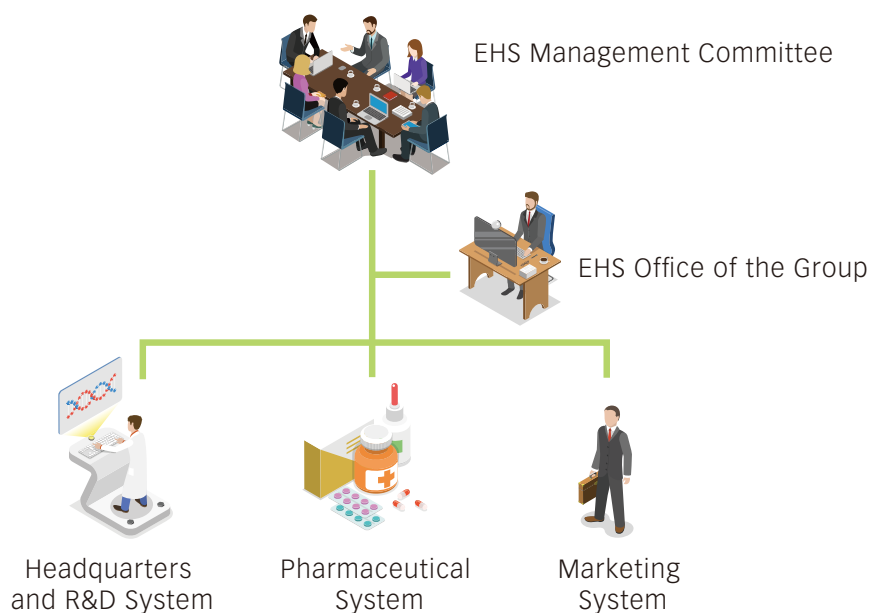 EHS Management Committee
EHS Office of the Group
Headquarters
and R&D System
Pharmaceutical
System
Marketing
System